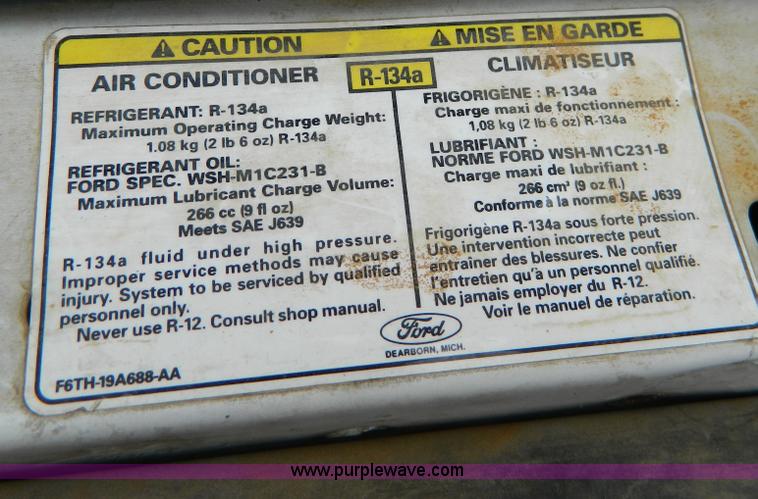 CAUTION
AIR CONDITIONER
R-134a
REFRIGERANT: R-134a
Maximum Operating Charge Weight:
1.08 kg (2 lb 6 oz) R-134a
REFRIGERANT OIL:
FORD SPEC. WSH-M1C231-B
Maximum Lubricant Charge Volume:
266 cc (9 fl oz)
Meets SAE J639
R-134a fluid under high pressure.
Improper service methods may cause
injury. System to be serviced by qualified
personnel only.
Never use R-12. Consult shop manual.
MISE EN GARDE
CLIMATISEUR
FRIGORIGÈNE : R-134a
Charge maxi de fonctionnement :
1,08 kg (2 lb 6 oz) R-134a
LUBRIFIANT :
NORME FORD WSH-M1C231-B
Charge maxi de lubrifiant :
266 cm³ (9 oz fl.)
Conforme à la norme SAE J639
Frigorigène R-134a sous forte pression.
Une intervention incorrecte peut
entraîner des blessures. Ne confier
l'entretien qu'à un personnel qualifié.
Ne jamais employer du R-12.
Voir le manuel de réparation.
Ford
DEARBORN, MICH.
F6TH-19A688-AA
www.purplewave.com